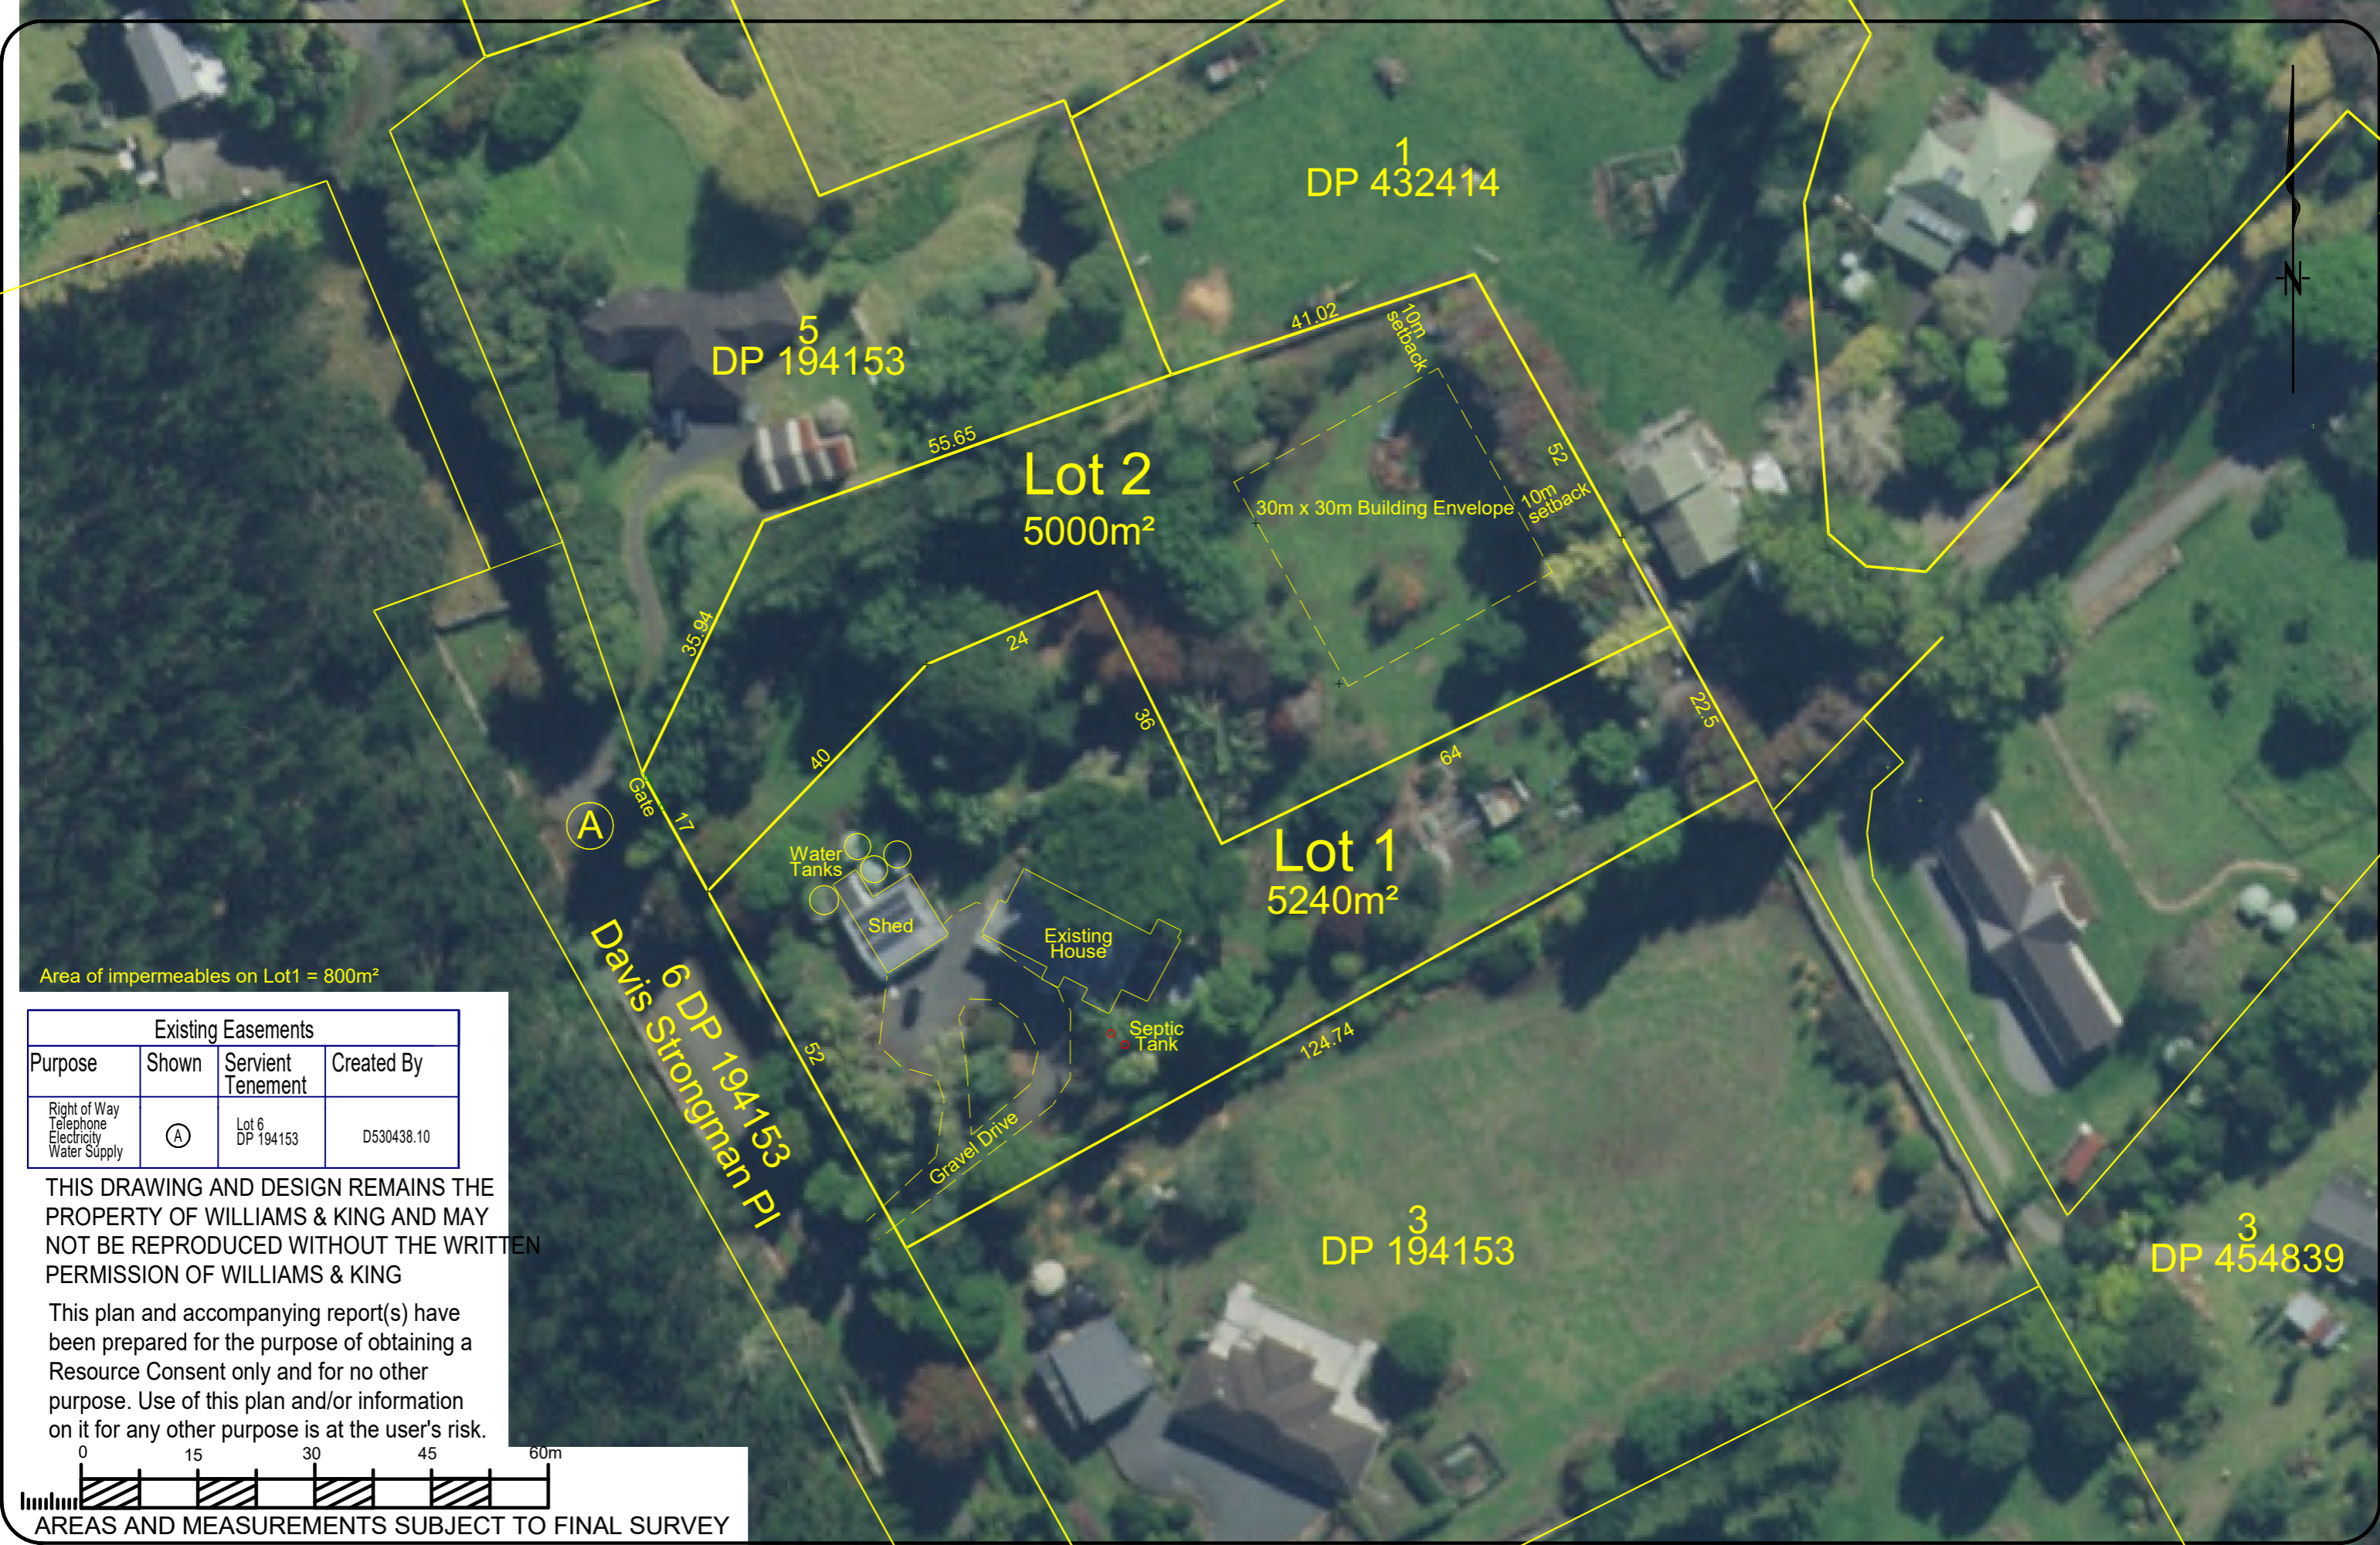 1
DP 432414
5
DP 194153
41.02
10m
setback
55.65
52
Lot 2
5000m²
30m x 30m Building Envelope
10m
setback
35.94
24
36
40
22.5
64
Gate
17
A
Water
Tanks
Shed
Existing
House
Lot 1
5240m²
Septic
Tank
124.74
52
6 DP 194153
Davis Strongman Pl
Gravel Drive
3
DP 194153
3
DP 454839
N
Area of impermeables on Lot1 = 800m²
Existing Easements
Purpose Shown Servient Tenement Created By
Right of Way
Telephone
Electricity
Water Supply
A
Lot 6
DP 194153
D530438.10
THIS DRAWING AND DESIGN REMAINS THE
PROPERTY OF WILLIAMS & KING AND MAY
NOT BE REPRODUCED WITHOUT THE WRITTEN
PERMISSION OF WILLIAMS & KING
This plan and accompanying report(s) have
been prepared for the purpose of obtaining a
Resource Consent only and for no other
purpose. Use of this plan and/or information
on it for any other purpose is at the user's risk.
0 15 30 45 60m
AREAS AND MEASUREMENTS SUBJECT TO FINAL SURVEY